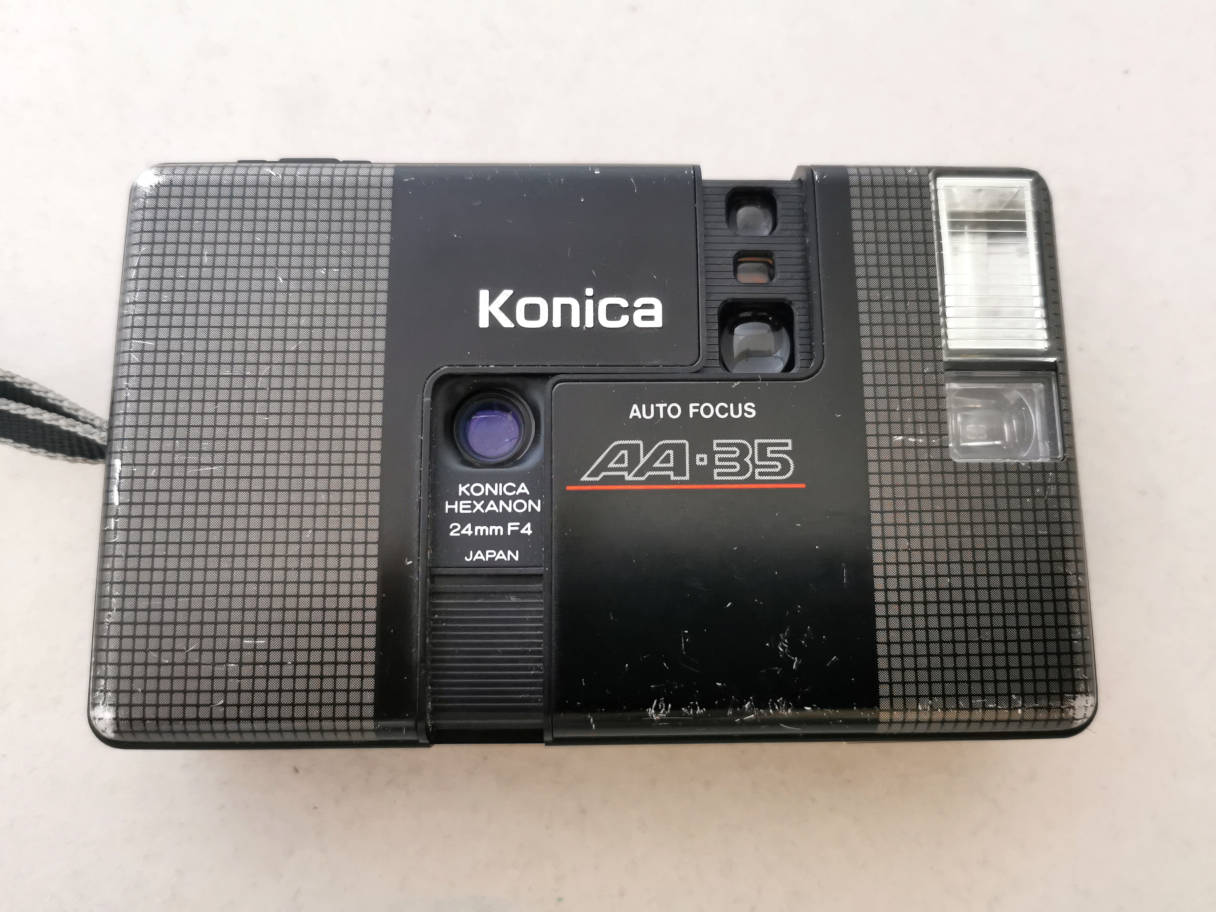 Konica
AUTO FOCUS
AA·35
KONICA
HEXANON
24mm F4
JAPAN